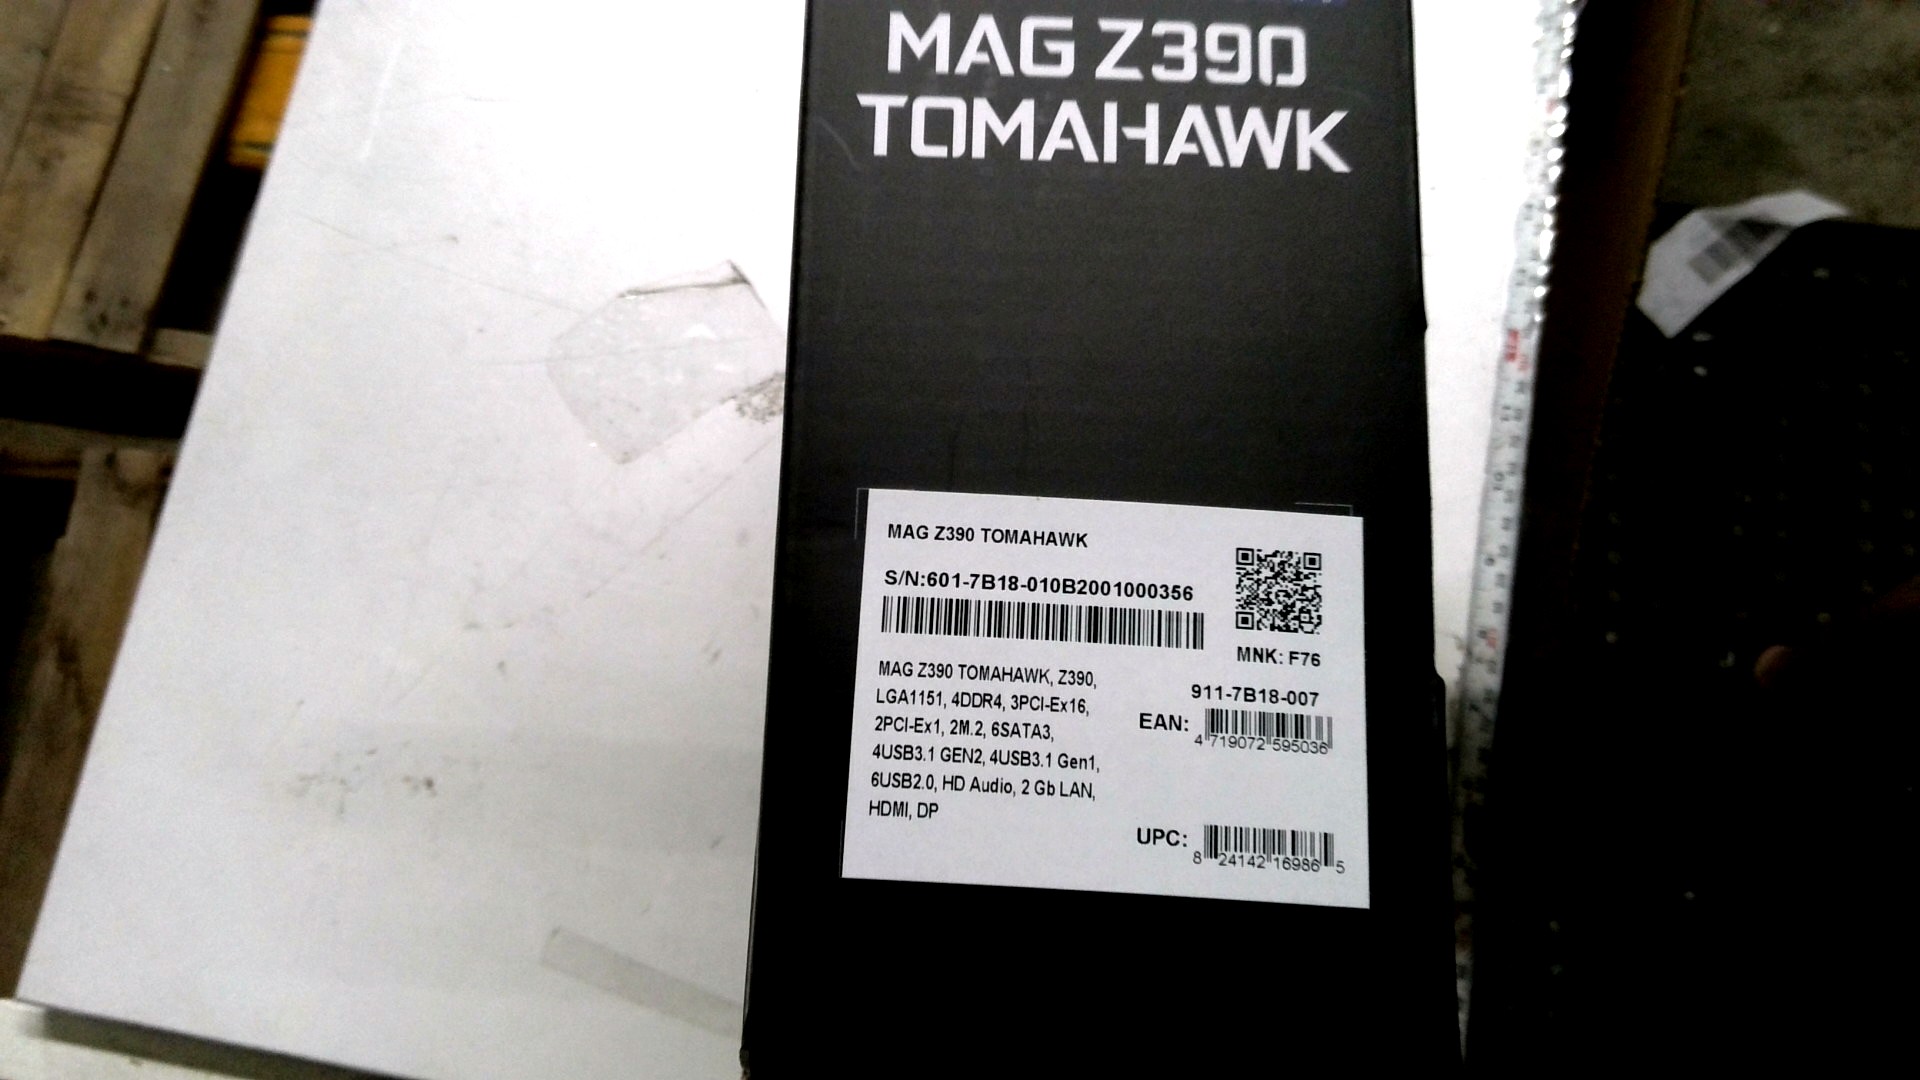 MAG Z390
TOMAHAWK
MAG Z390 TOMAHAWK
S/N:601-7B18-010B2001000356
MNK: F76
MAG Z390 TOMAHAWK, Z390,
LGA1151, 4DDR4, 3PCI-Ex16,
2PCI-Ex1, 2M.2, 6SATA3,
4USB3.1 GEN2, 4USB3.1 Gen1,
6USB2.0, HD Audio, 2 Gb LAN,
HDMI, DP
911-7B18-007
EAN:
4 719072 595036
UPC:
8 24142 16986 5